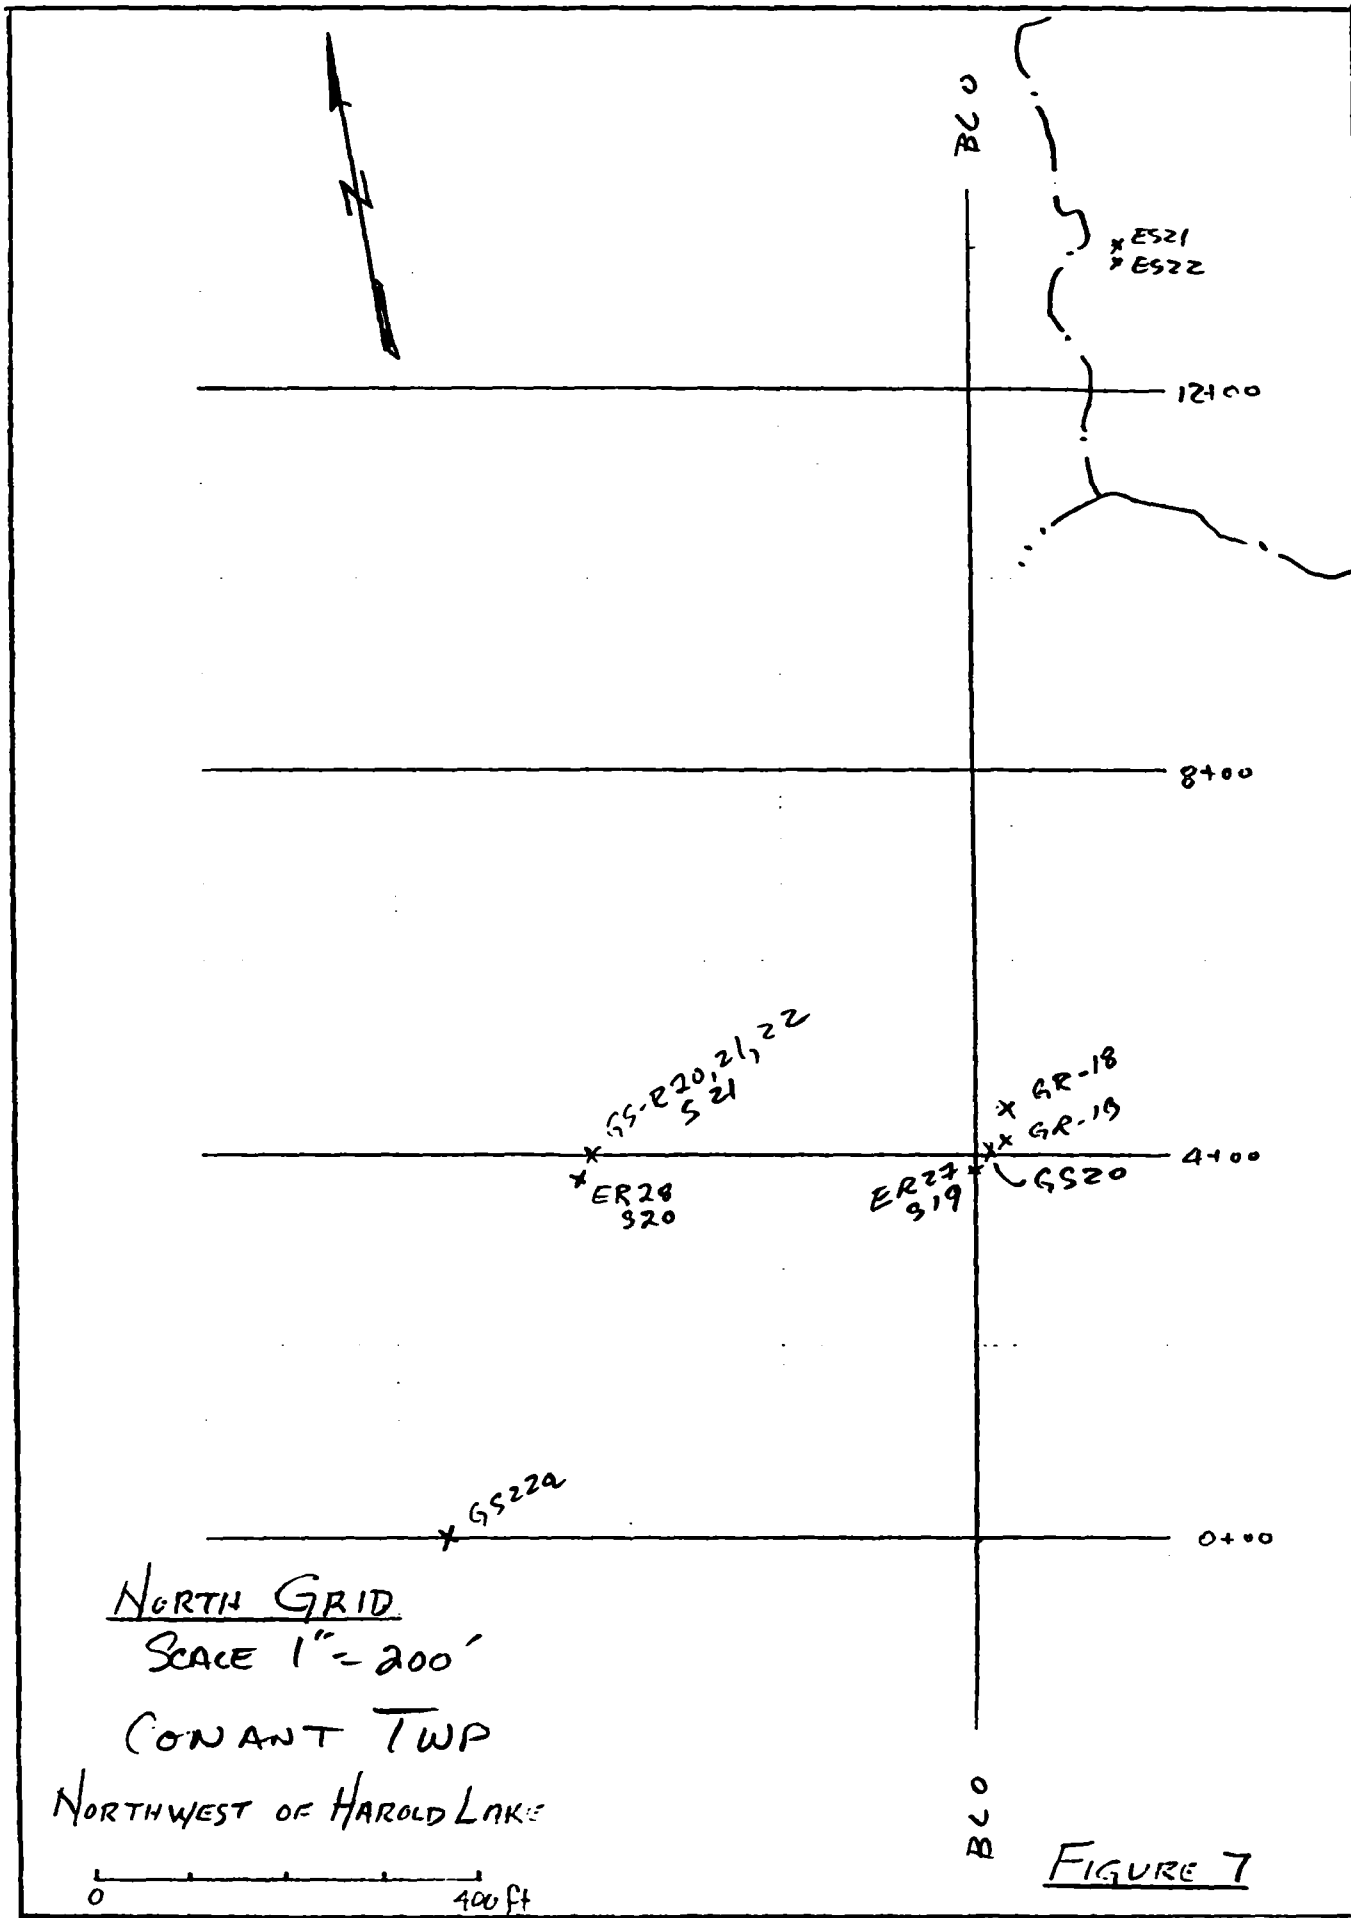 BL 0
N
ES21
ES22
12+00
8+00
GS-R20,21,22
S 21
GR-18
GR-19
4+00
GS20
ER27
S19
ER28
S20
GS22a
0+00
NORTH GRID
SCALE 1" = 200'
CONANT TWP
NORTHWEST OF HAROLD LAKE
BL 0
FIGURE 7
0
400 ft